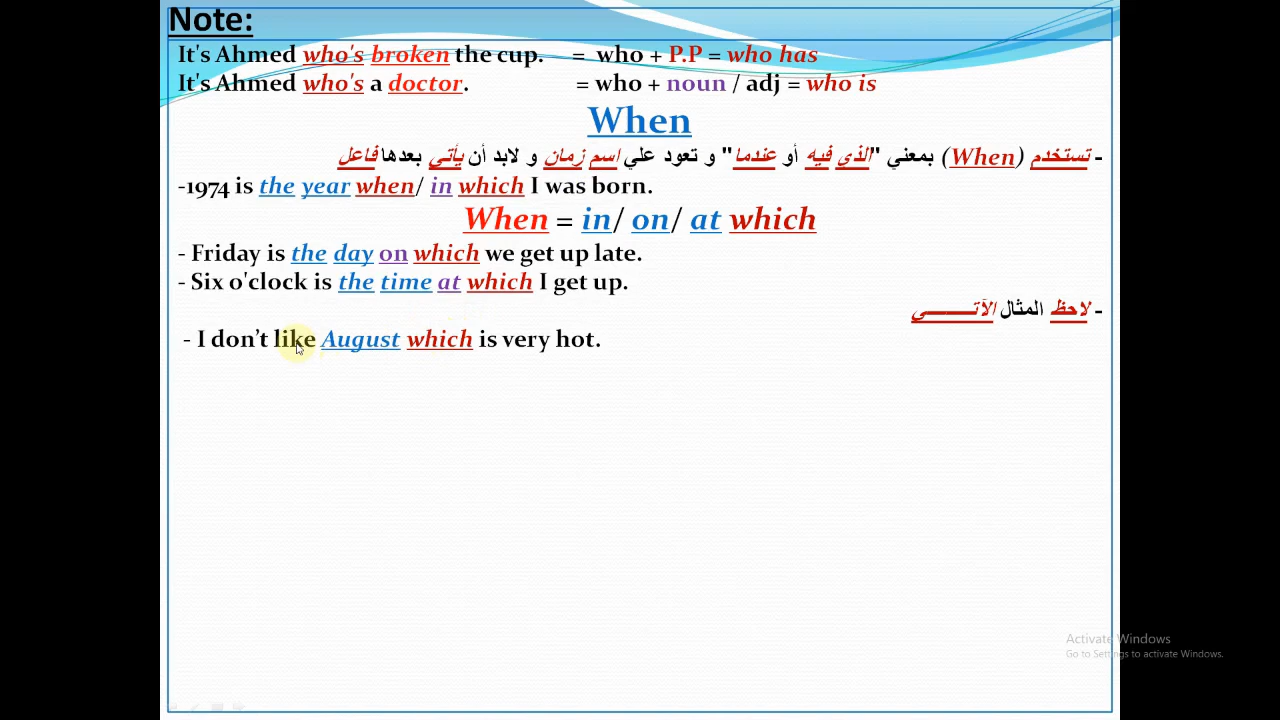 Note:
It's Ahmed who's broken the cup. = who + P.P = who has
It's Ahmed who's a doctor. = who + noun / adj = who is
When
- تستخدم (When) بمعني "الذي فيه أو عندما" و تعود علي اسم زمان و لابد أن يأتي بعدها فاعل
-1974 is the year when/ in which I was born.
When = in/ on/ at which
- Friday is the day on which we get up late.
- Six o'clock is the time at which I get up.
- لاحظ المثال الآتـــــــي
- I don’t like August which is very hot.
Activate Windows
Go to Settings to activate Windows.